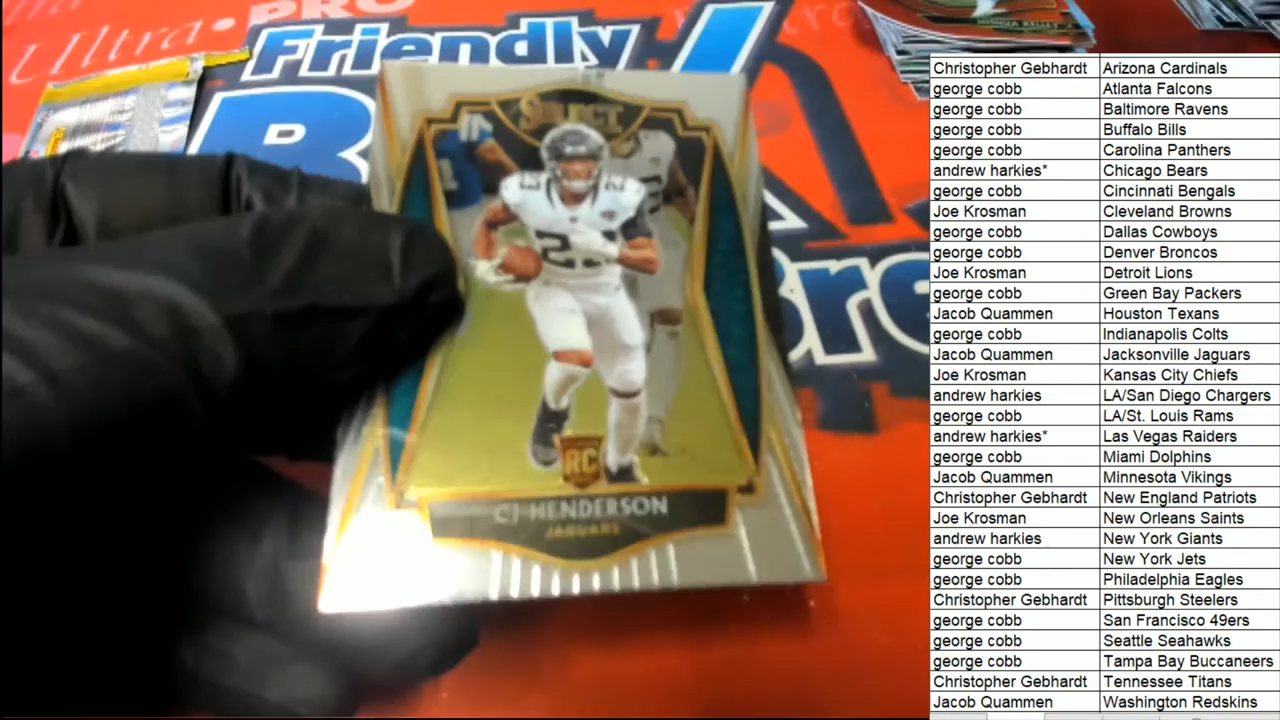 Ultra•PRO
Friendly
Bre
JOSHUA KELLEY
SELECT
23
RC
CJ HENDERSON
JAGUARS
Christopher Gebhardt Arizona Cardinals
george cobb Atlanta Falcons
george cobb Baltimore Ravens
george cobb Buffalo Bills
george cobb Carolina Panthers
andrew harkies* Chicago Bears
george cobb Cincinnati Bengals
Joe Krosman Cleveland Browns
george cobb Dallas Cowboys
george cobb Denver Broncos
Joe Krosman Detroit Lions
george cobb Green Bay Packers
Jacob Quammen Houston Texans
george cobb Indianapolis Colts
Jacob Quammen Jacksonville Jaguars
Joe Krosman Kansas City Chiefs
andrew harkies LA/San Diego Chargers
george cobb LA/St. Louis Rams
andrew harkies* Las Vegas Raiders
george cobb Miami Dolphins
Jacob Quammen Minnesota Vikings
Christopher Gebhardt New England Patriots
Joe Krosman New Orleans Saints
andrew harkies New York Giants
george cobb New York Jets
george cobb Philadelphia Eagles
Christopher Gebhardt Pittsburgh Steelers
george cobb San Francisco 49ers
george cobb Seattle Seahawks
george cobb Tampa Bay Buccaneers
Christopher Gebhardt Tennessee Titans
Jacob Quammen Washington Redskins